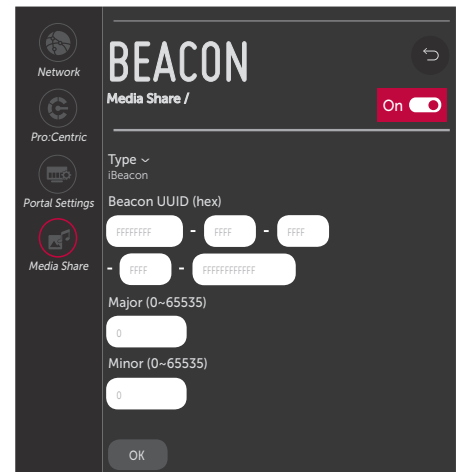 Network
Pro:Centric
Portal Settings
Media Share
BEACON
Media Share /
On
Type
iBeacon
Beacon UUID (hex)
FFFFFFFF - FFFF - FFFF
- FFFF - FFFFFFFFFFFF
Major (0~65535)
0
Minor (0~65535)
0
OK